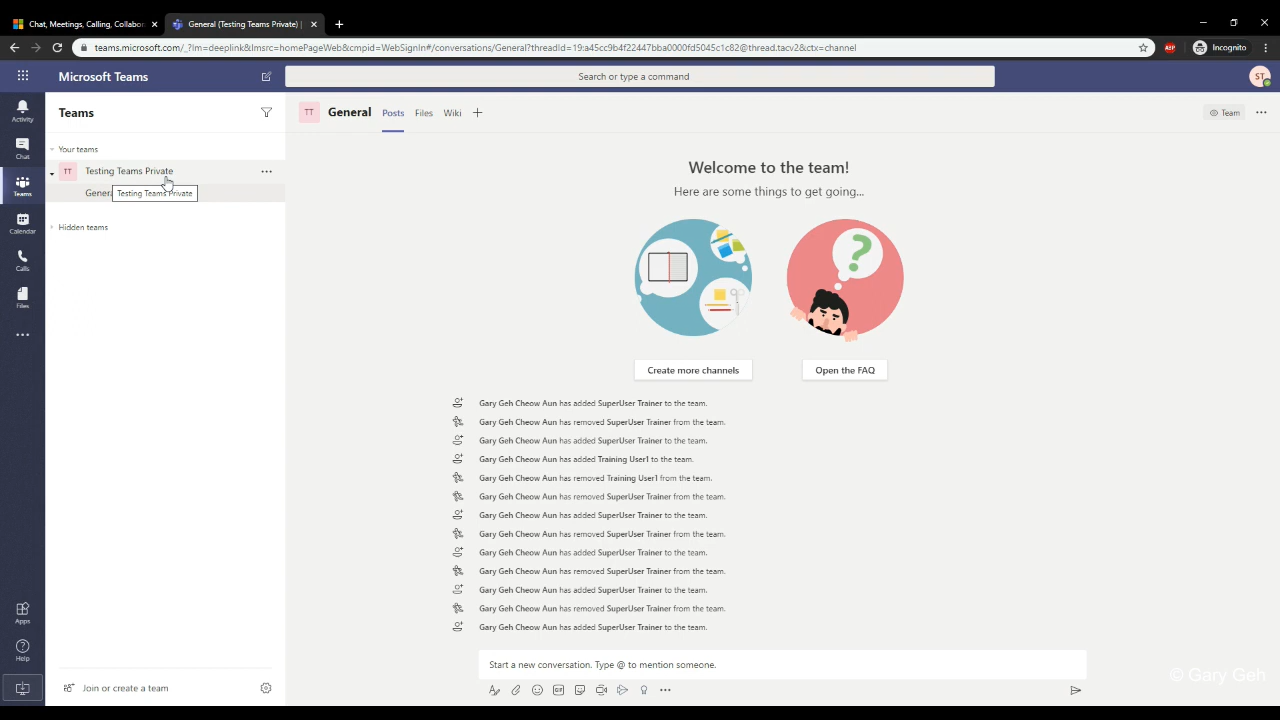 Chat, Meetings, Calling, Collabor
General (Testing Teams Private) |
teams.microsoft.com/_?lm=deeplink&lmsrc=homePageWeb&cmpid=WebSignIn#/conversations/General?threadId=19:a45cc9b4f22447bba0000fd5045c1c82@thread.tacv2&ctx=channel
ABP
Incognito
Microsoft Teams
Search or type a command
ST
Activity
Chat
Teams
Calendar
Calls
Files
Apps
Help
Teams
Your teams
TT
Testing Teams Private
Genera
Testing Teams Private
Hidden teams
Join or create a team
TT
General
Posts
Files
Wiki
Team
Welcome to the team!
Here are some things to get going...
?
Create more channels
Open the FAQ
Gary Geh Cheow Aun has added SuperUser Trainer to the team.
Gary Geh Cheow Aun has removed SuperUser Trainer from the team.
Gary Geh Cheow Aun has added SuperUser Trainer to the team.
Gary Geh Cheow Aun has added Training User1 to the team.
Gary Geh Cheow Aun has removed Training User1 from the team.
Gary Geh Cheow Aun has removed SuperUser Trainer from the team.
Gary Geh Cheow Aun has added SuperUser Trainer to the team.
Gary Geh Cheow Aun has removed SuperUser Trainer from the team.
Gary Geh Cheow Aun has added SuperUser Trainer to the team.
Gary Geh Cheow Aun has removed SuperUser Trainer from the team.
Gary Geh Cheow Aun has added SuperUser Trainer to the team.
Gary Geh Cheow Aun has removed SuperUser Trainer from the team.
Gary Geh Cheow Aun has added SuperUser Trainer to the team.
Start a new conversation. Type @ to mention someone.
GIF
© Gary Geh